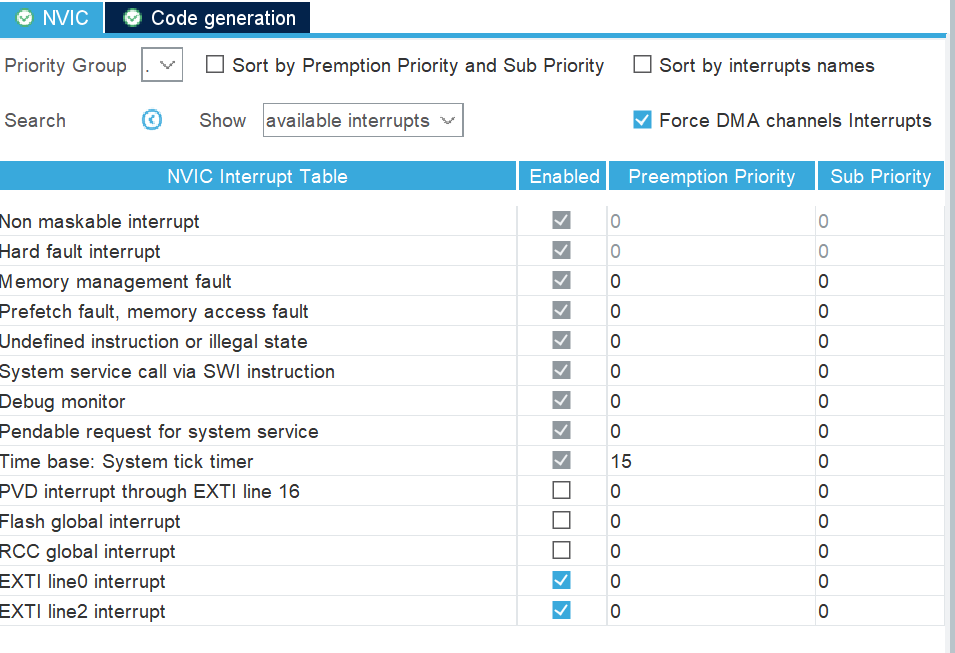 NVIC Code generation
Priority Group . Sort by Premption Priority and Sub Priority Sort by interrupts names
Search Show available interrupts Force DMA channels Interrupts
NVIC Interrupt Table Enabled Preemption Priority Sub Priority
Non maskable interrupt 0 0
Hard fault interrupt 0 0
Memory management fault 0 0
Prefetch fault, memory access fault 0 0
Undefined instruction or illegal state 0 0
System service call via SWI instruction 0 0
Debug monitor 0 0
Pendable request for system service 0 0
Time base: System tick timer 15 0
PVD interrupt through EXTI line 16 0 0
Flash global interrupt 0 0
RCC global interrupt 0 0
EXTI line0 interrupt 0 0
EXTI line2 interrupt 0 0